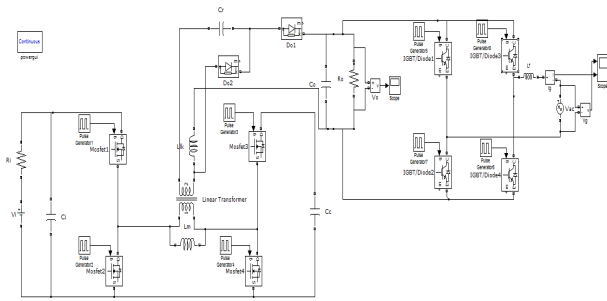 Continuous
powergui
Cr
Do1
Do2
Pulse
Generator5
IGBT/Diode1
Pulse
Generator8
IGBT/Diode3
Co
Ro
Vo
Scope
Lf
ig
Scope
Vac
Vg
Pulse
Generator1
Mosfet1
Pulse
Generator3
Mosfet3
Llk
Pulse
Generator7
IGBT/Diode2
Pulse
Generator6
IGBT/Diode4
Ri
Vi
Ci
Linear Transformer
Lm
Cc
Pulse
Generator2
Mosfet2
Pulse
Generator4
Mosfet4